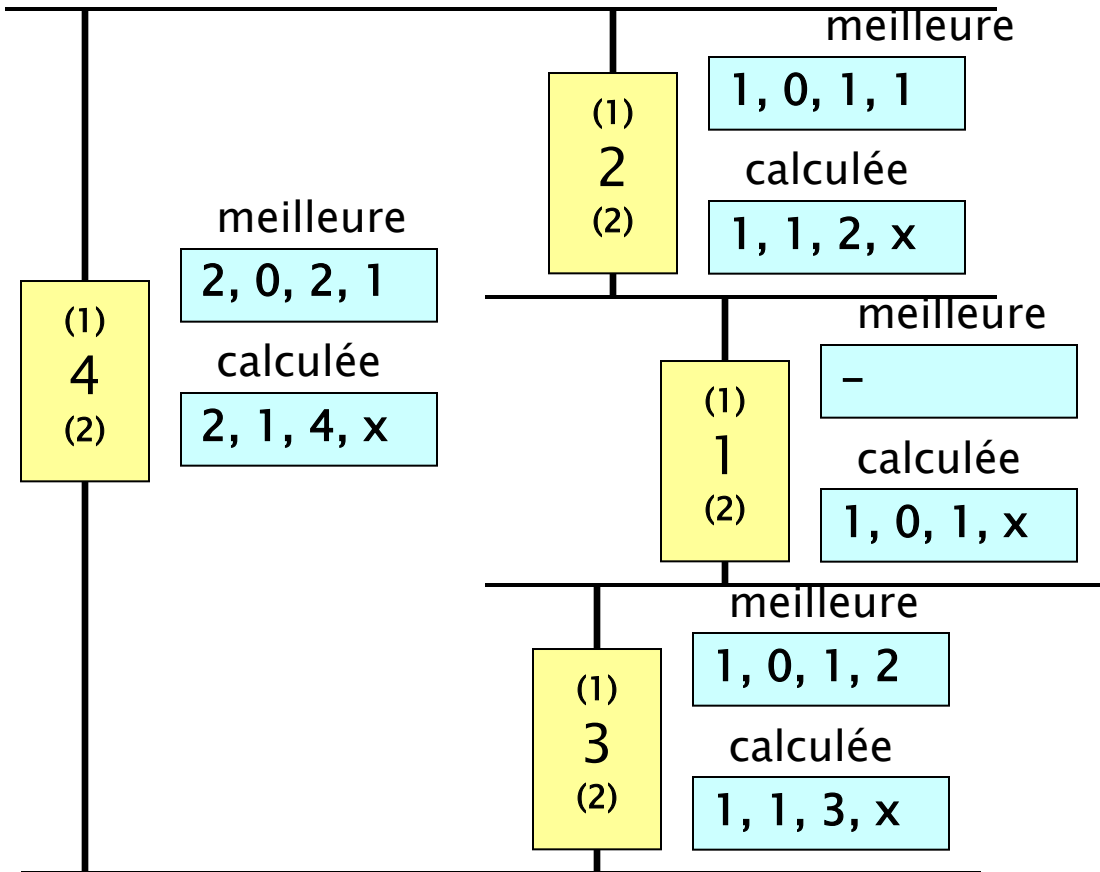 meilleure
1, 0, 1, 1
(1)
2
(2)
calculée
1, 1, 2, x
meilleure
2, 0, 2, 1
(1)
4
(2)
calculée
2, 1, 4, x
meilleure
–
(1)
1
(2)
calculée
1, 0, 1, x
meilleure
1, 0, 1, 2
(1)
3
(2)
calculée
1, 1, 3, x